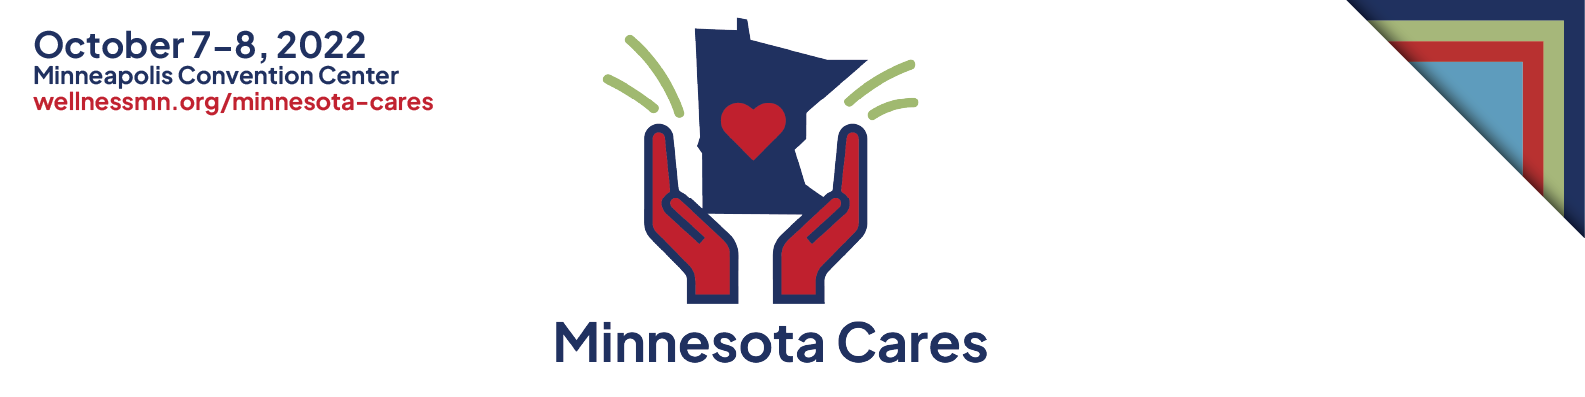 October 7–8, 2022
Minneapolis Convention Center
wellnessmn.org/minnesota-cares
Minnesota Cares